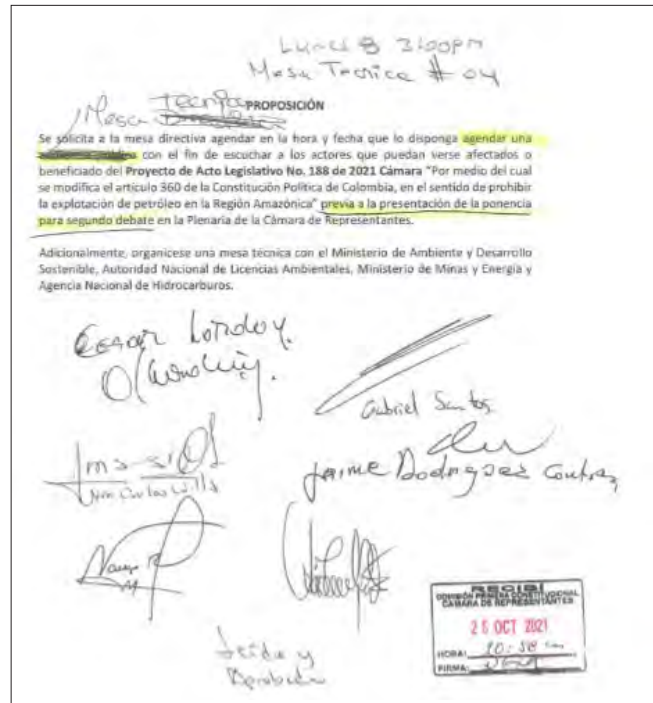 Lunes 8 3:00pm
Mesa Tecnica # 04
Mesa Tecnica
PROPOSICIÓN
Se solicita a la mesa directiva agendar en la hora y fecha que lo disponga agendar una
con el fin de escuchar a los actores que puedan verse afectados o
beneficiado del Proyecto de Acto Legislativo No. 188 de 2021 Cámara "Por medio del cual
se modifica el artículo 360 de la Constitución Política de Colombia, en el sentido de prohibir
la explotación de petróleo en la Región Amazónica" previa a la presentación de la ponencia
para segundo debate en la Plenaria de la Cámara de Representantes.
Adicionalmente, organícese una mesa técnica con el Ministerio de Ambiente y Desarrollo
Sostenible, Autoridad Nacional de Licencias Ambientales, Ministerio de Minas y Energía y
Agencia Nacional de Hidrocarburos.
Gabriel Santos
Juan Carlos Wills
Jaime Rodriguez Contreras
RECIBI
COMISIÓN PRIMERA CONSTITUCIONAL
CAMARA DE REPRESENTANTES
26 OCT 2021
HORA: 10:58 am
FIRMA:
Leida y
Aprobada